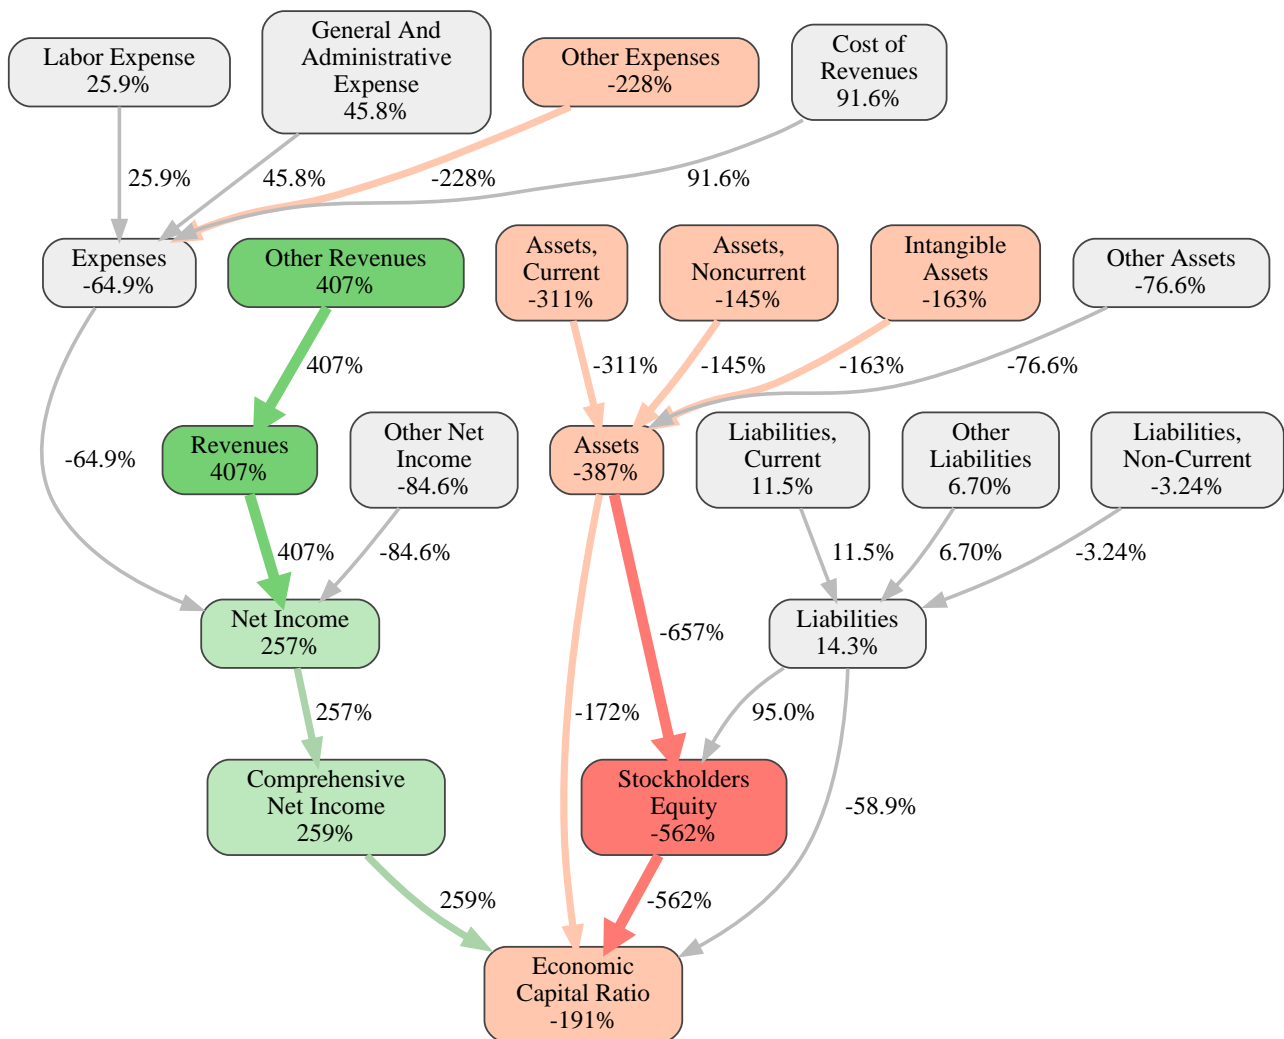 Labor Expense
25.9%
General And
Administrative
Expense
45.8%
Other Expenses
-228%
Cost of
Revenues
91.6%
25.9%
45.8%
-228%
91.6%
Expenses
-64.9%
Other Revenues
407%
Assets,
Current
-311%
Assets,
Noncurrent
-145%
Intangible
Assets
-163%
Other Assets
-76.6%
407%
-311%
-145%
-163%
-76.6%
-64.9%
Revenues
407%
Other Net
Income
-84.6%
Assets
-387%
Liabilities,
Current
11.5%
Other
Liabilities
6.70%
Liabilities,
Non-Current
-3.24%
407%
-84.6%
11.5%
6.70%
-3.24%
Net Income
257%
-657%
Liabilities
14.3%
257%
-172%
95.0%
Comprehensive
Net Income
259%
Stockholders
Equity
-562%
-58.9%
259%
-562%
Economic
Capital Ratio
-191%